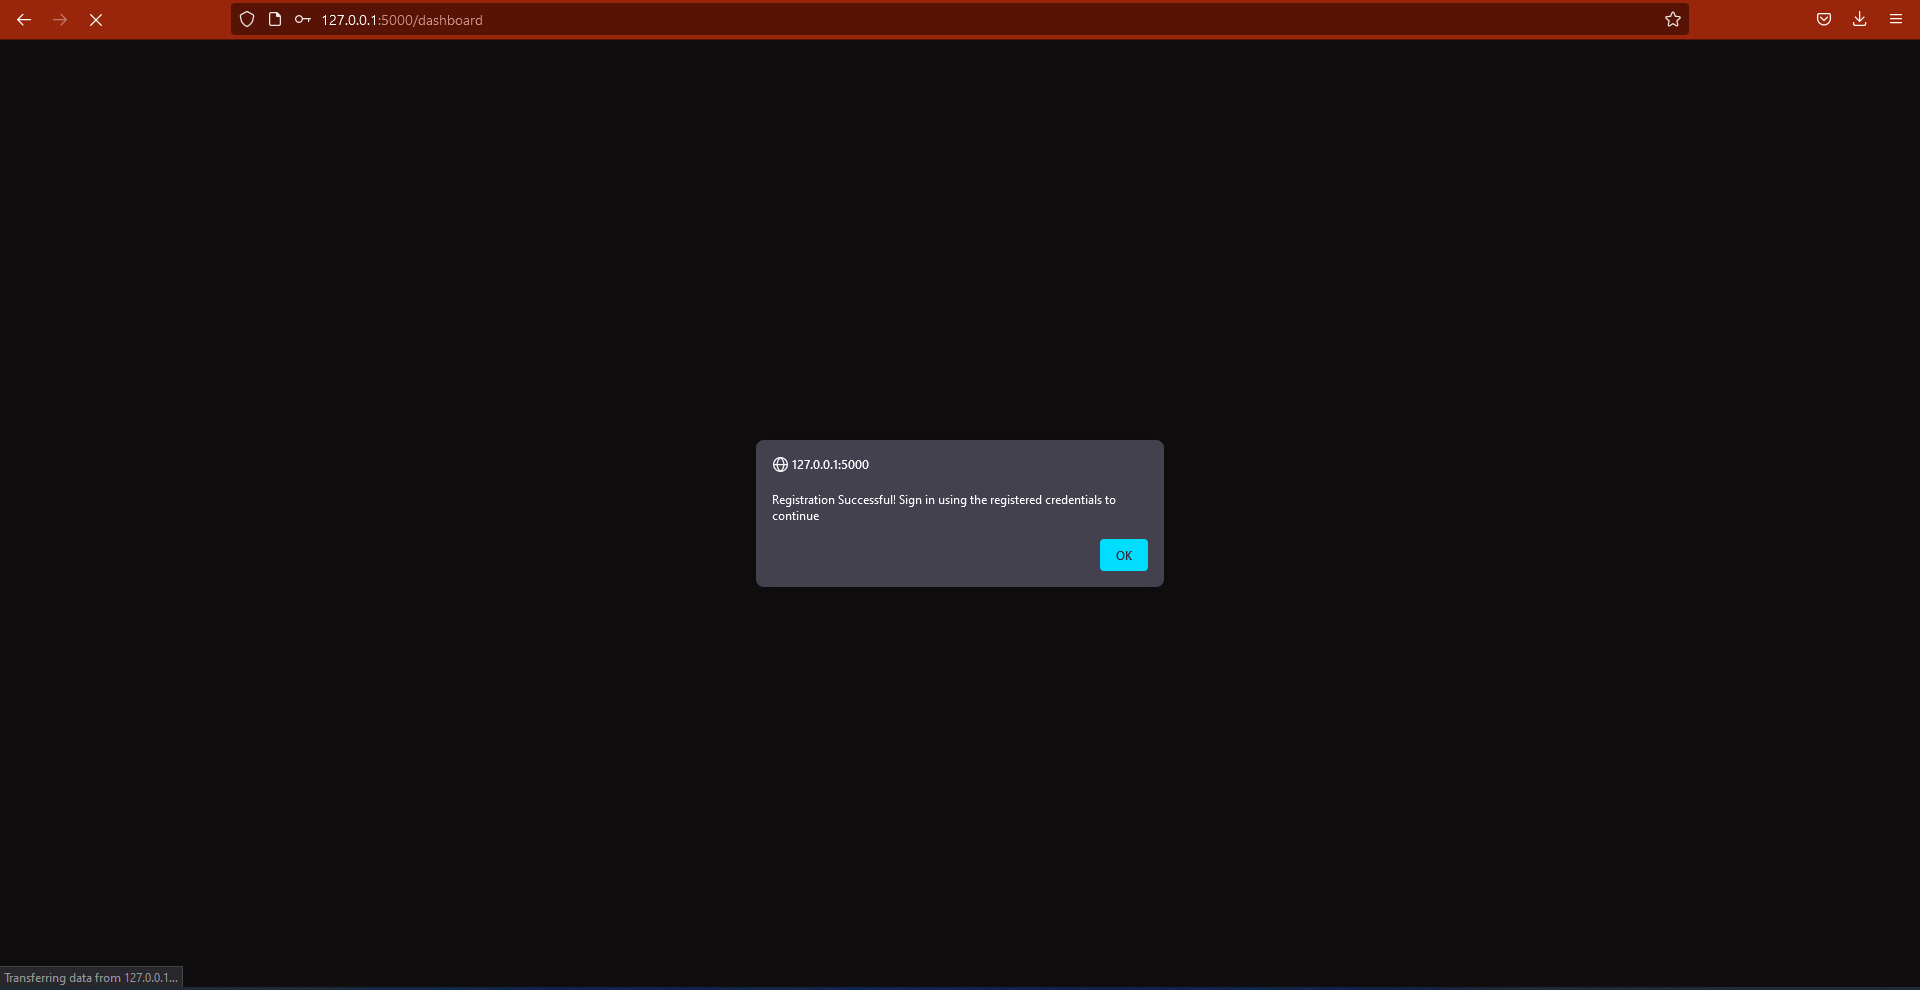 127.0.0.1:5000/dashboard
127.0.0.1:5000
Registration Successful! Sign in using the registered credentials to
continue
OK
Transferring data from 127.0.0.1...